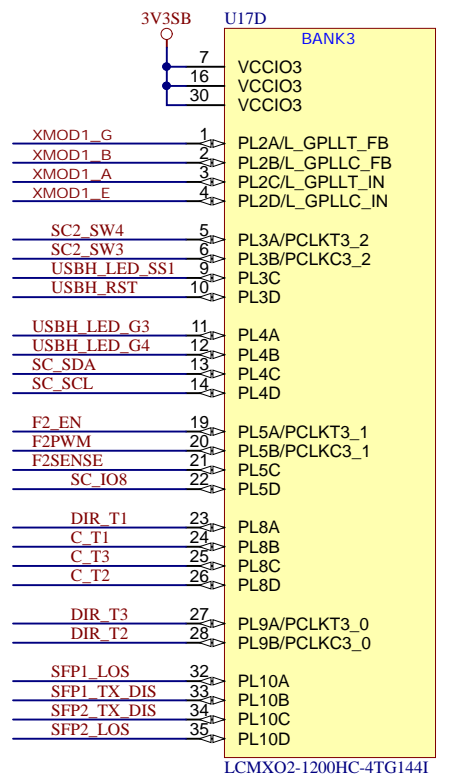 3V3SB U17D
BANK3
7 VCCIO3
16 VCCIO3
30 VCCIO3
XMOD1_G 1 PL2A/L_GPLLT_FB
XMOD1_B 2 PL2B/L_GPLLC_FB
XMOD1_A 3 PL2C/L_GPLLT_IN
XMOD1_E 4 PL2D/L_GPLLC_IN
SC2_SW4 5 PL3A/PCLKT3_2
SC2_SW3 6 PL3B/PCLKC3_2
USBH_LED_SS1 9 PL3C
USBH_RST 10 PL3D
USBH_LED_G3 11 PL4A
USBH_LED_G4 12 PL4B
SC_SDA 13 PL4C
SC_SCL 14 PL4D
F2_EN 19 PL5A/PCLKT3_1
F2PWM 20 PL5B/PCLKC3_1
F2SENSE 21 PL5C
SC_IO8 22 PL5D
DIR_T1 23 PL8A
C_T1 24 PL8B
C_T3 25 PL8C
C_T2 26 PL8D
DIR_T3 27 PL9A/PCLKT3_0
DIR_T2 28 PL9B/PCLKC3_0
SFP1_LOS 32 PL10A
SFP1_TX_DIS 33 PL10B
SFP2_TX_DIS 34 PL10C
SFP2_LOS 35 PL10D
LCMXO2-1200HC-4TG144I